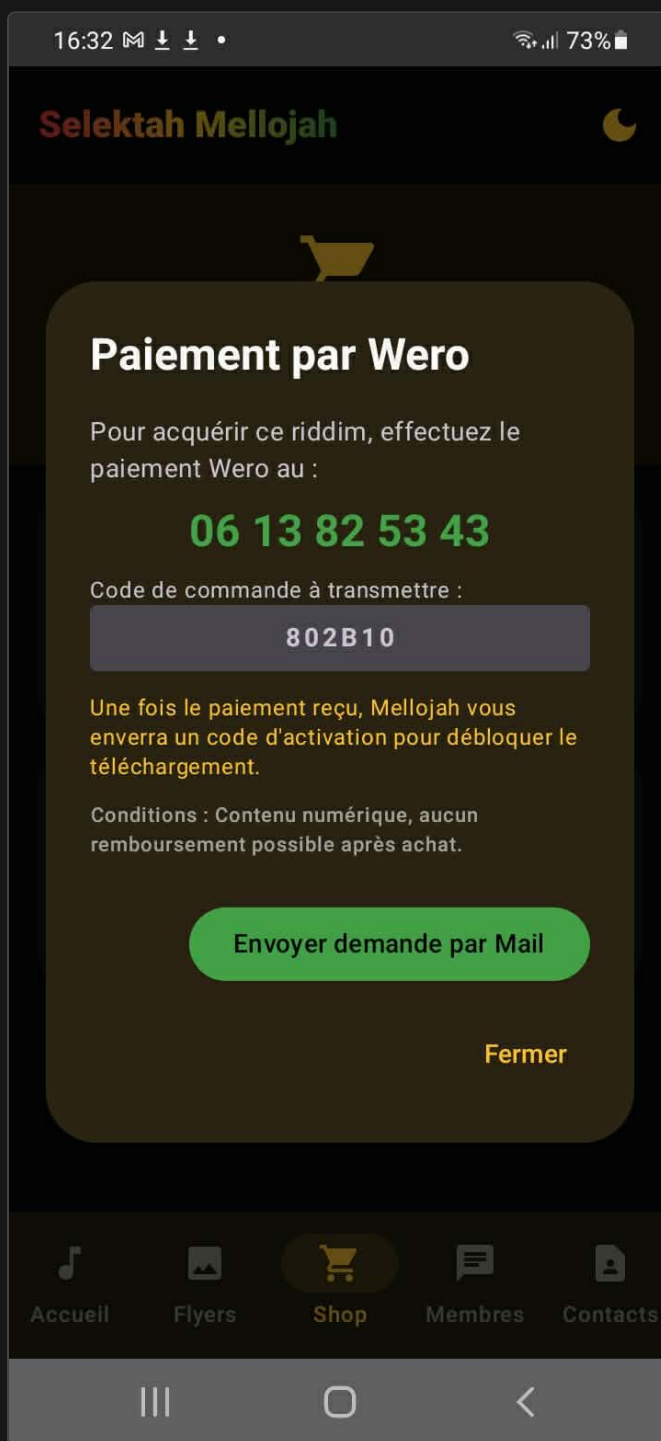 16:32
73%
Selektah Mellojah
Paiement par Wero
Pour acquérir ce riddim, effectuez le
paiement Wero au :
06 13 82 53 43
Code de commande à transmettre :
802B10
Une fois le paiement reçu, Mellojah vous
enverra un code d'activation pour débloquer le
téléchargement.
Conditions : Contenu numérique, aucun
remboursement possible après achat.
Envoyer demande par Mail
Fermer
Accueil
Flyers
Shop
Membres
Contacts